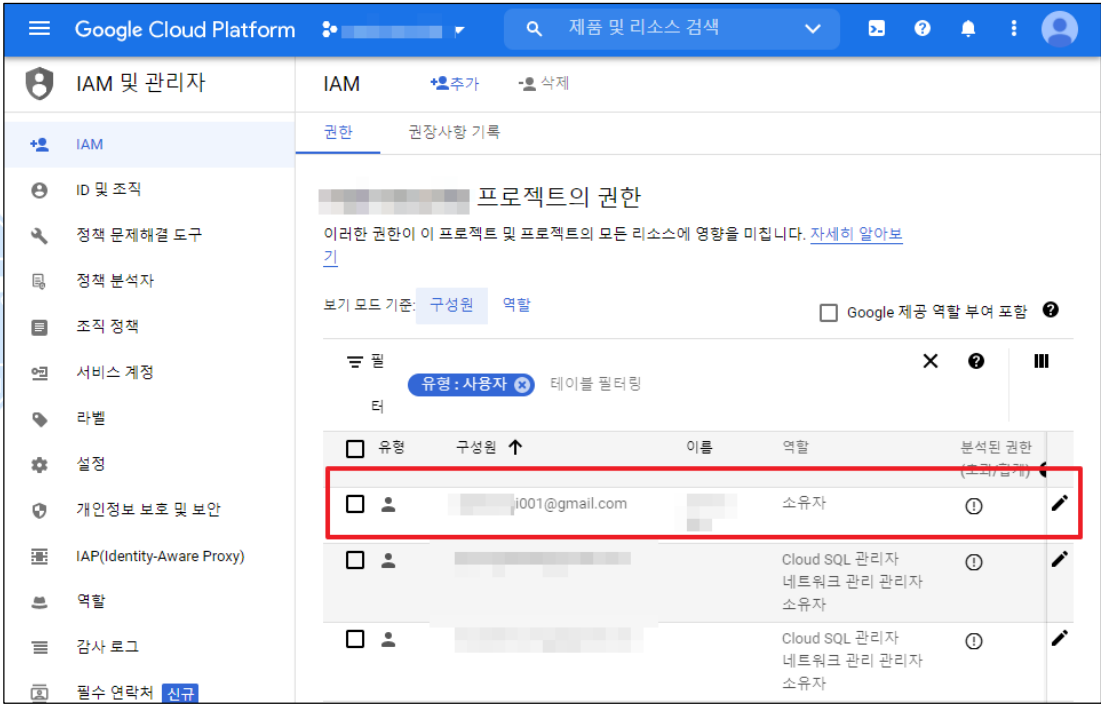 Google Cloud Platform
제품 및 리소스 검색
IAM 및 관리자
IAM
추가
삭제
IAM
ID 및 조직
정책 문제해결 도구
정책 분석자
조직 정책
서비스 계정
라벨
설정
개인정보 보호 및 보안
IAP(Identity-Aware Proxy)
역할
감사 로그
필수 연락처 신규
권한
권장사항 기록
프로젝트의 권한
이러한 권한이 이 프로젝트 및 프로젝트의 모든 리소스에 영향을 미칩니다. 자세히 알아보
기
보기 모드 기준: 구성원 역할
Google 제공 역할 부여 포함
필
터
유형 : 사용자
테이블 필터링
유형
구성원
이름
역할
분석된 권한
(초과/합계)
i001@gmail.com
소유자
Cloud SQL 관리자
네트워크 관리 관리자
소유자
Cloud SQL 관리자
네트워크 관리 관리자
소유자